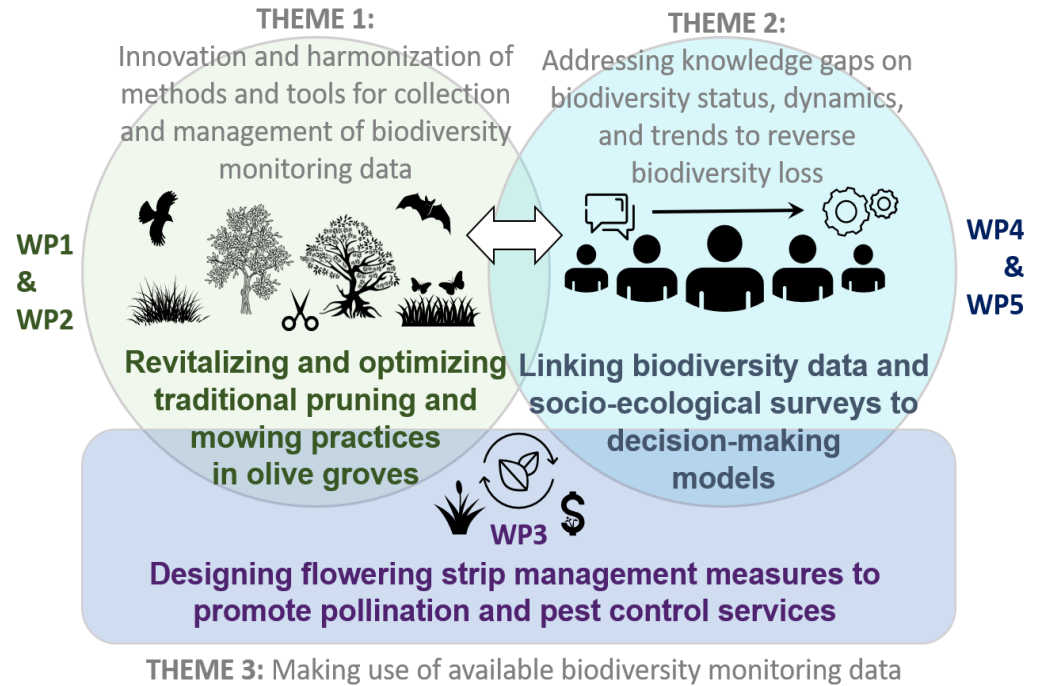 THEME 1:
Innovation and harmonization of
methods and tools for collection
and management of biodiversity
monitoring data
THEME 2:
Addressing knowledge gaps on
biodiversity status, dynamics,
and trends to reverse
biodiversity loss
WP1
&
WP2
WP4
&
WP5
Revitalizing and optimizing
traditional pruning and
mowing practices
in olive groves
Linking biodiversity data and
socio-ecological surveys to
decision-making
models
$
WP3
Designing flowering strip management measures to
promote pollination and pest control services
THEME 3: Making use of available biodiversity monitoring data